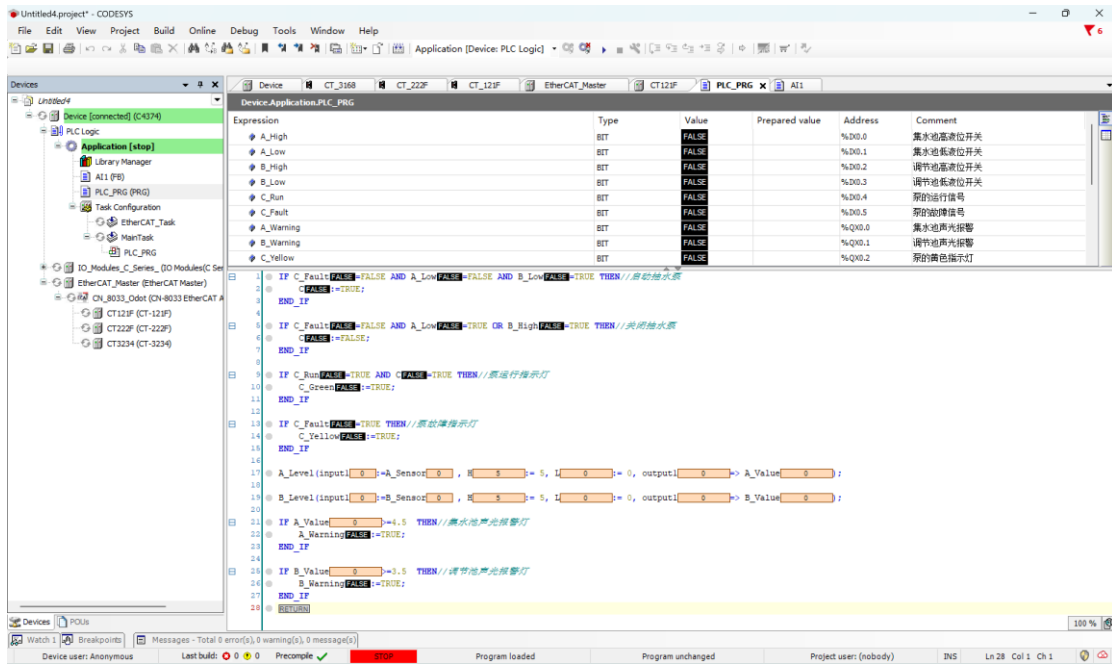 Untitled4.project* - CODESYS
File Edit View Project Build Online Debug Tools Window Help
6
Application [Device: PLC Logic]
Devices
Device CT_3168 CT_222F CT_121F EtherCAT_Master CT121F PLC_PRG X AI1
Untitled4
Device [connected] (C4374)
PLC Logic
Application [stop]
Library Manager
AI1 (FB)
PLC_PRG (PRG)
Task Configuration
EtherCAT_Task
MainTask
PLC_PRG
IO_Modules_C_Series_ (IO Modules(C Ser
EtherCAT_Master (EtherCAT Master)
CN_8033_Odot (CN-8033 EtherCAT A
CT121F (CT-121F)
CT222F (CT-222F)
CT3234 (CT-3234)
Device.Application.PLC_PRG
Expression Type Value Prepared value Address Comment
A_High BIT FALSE %IX0.0 集水池高液位开关
A_Low BIT FALSE %IX0.1 集水池低液位开关
B_High BIT FALSE %IX0.2 调节池高液位开关
B_Low BIT FALSE %IX0.3 调节池低液位开关
C_Run BIT FALSE %IX0.4 泵的运行信号
C_Fault BIT FALSE %IX0.5 泵的故障信号
A_Warning BIT FALSE %QX0.0 集水池声光报警
B_Warning BIT FALSE %QX0.1 调节池声光报警
C_Yellow BIT FALSE %QX0.2 泵的黄色指示灯
1 IF C_Fault FALSE =FALSE AND A_Low FALSE =FALSE AND B_Low FALSE =TRUE THEN//启动抽水泵
2 C FALSE :=TRUE;
3 END_IF
4
5 IF C_Fault FALSE =FALSE AND A_Low FALSE =TRUE OR B_High FALSE =TRUE THEN//关闭抽水泵
6 C FALSE :=FALSE;
7 END_IF
8
9 IF C_Run FALSE =TRUE AND C FALSE =TRUE THEN//泵运行指示灯
10 C_Green FALSE :=TRUE;
11 END_IF
12
13 IF C_Fault FALSE =TRUE THEN//泵故障指示灯
14 C_Yellow FALSE :=TRUE;
15 END_IF
16
17 A_Level(input1 0 :=A_Sensor 0 , H 5 := 5, L 0 := 0, output1 0 => A_Value 0 );
18
19 B_Level(input1 0 :=B_Sensor 0 , H 5 := 5, L 0 := 0, output1 0 => B_Value 0 );
20
21 IF A_Value 0 >=4.5 THEN//集水池声光报警灯
22 A_Warning FALSE :=TRUE;
23 END_IF
24
25 IF B_Value 0 >=3.5 THEN//调节池声光报警灯
26 B_Warning FALSE :=TRUE;
27 END_IF
28 RETURN
100 %
Devices POUs
Watch 1 Breakpoints Messages - Total 0 error(s), 0 warning(s), 0 message(s)
Device user: Anonymous Last build: 0 0 Precompile STOP Program loaded Program unchanged Project user: (nobody) INS Ln 28 Col 1 Ch 1